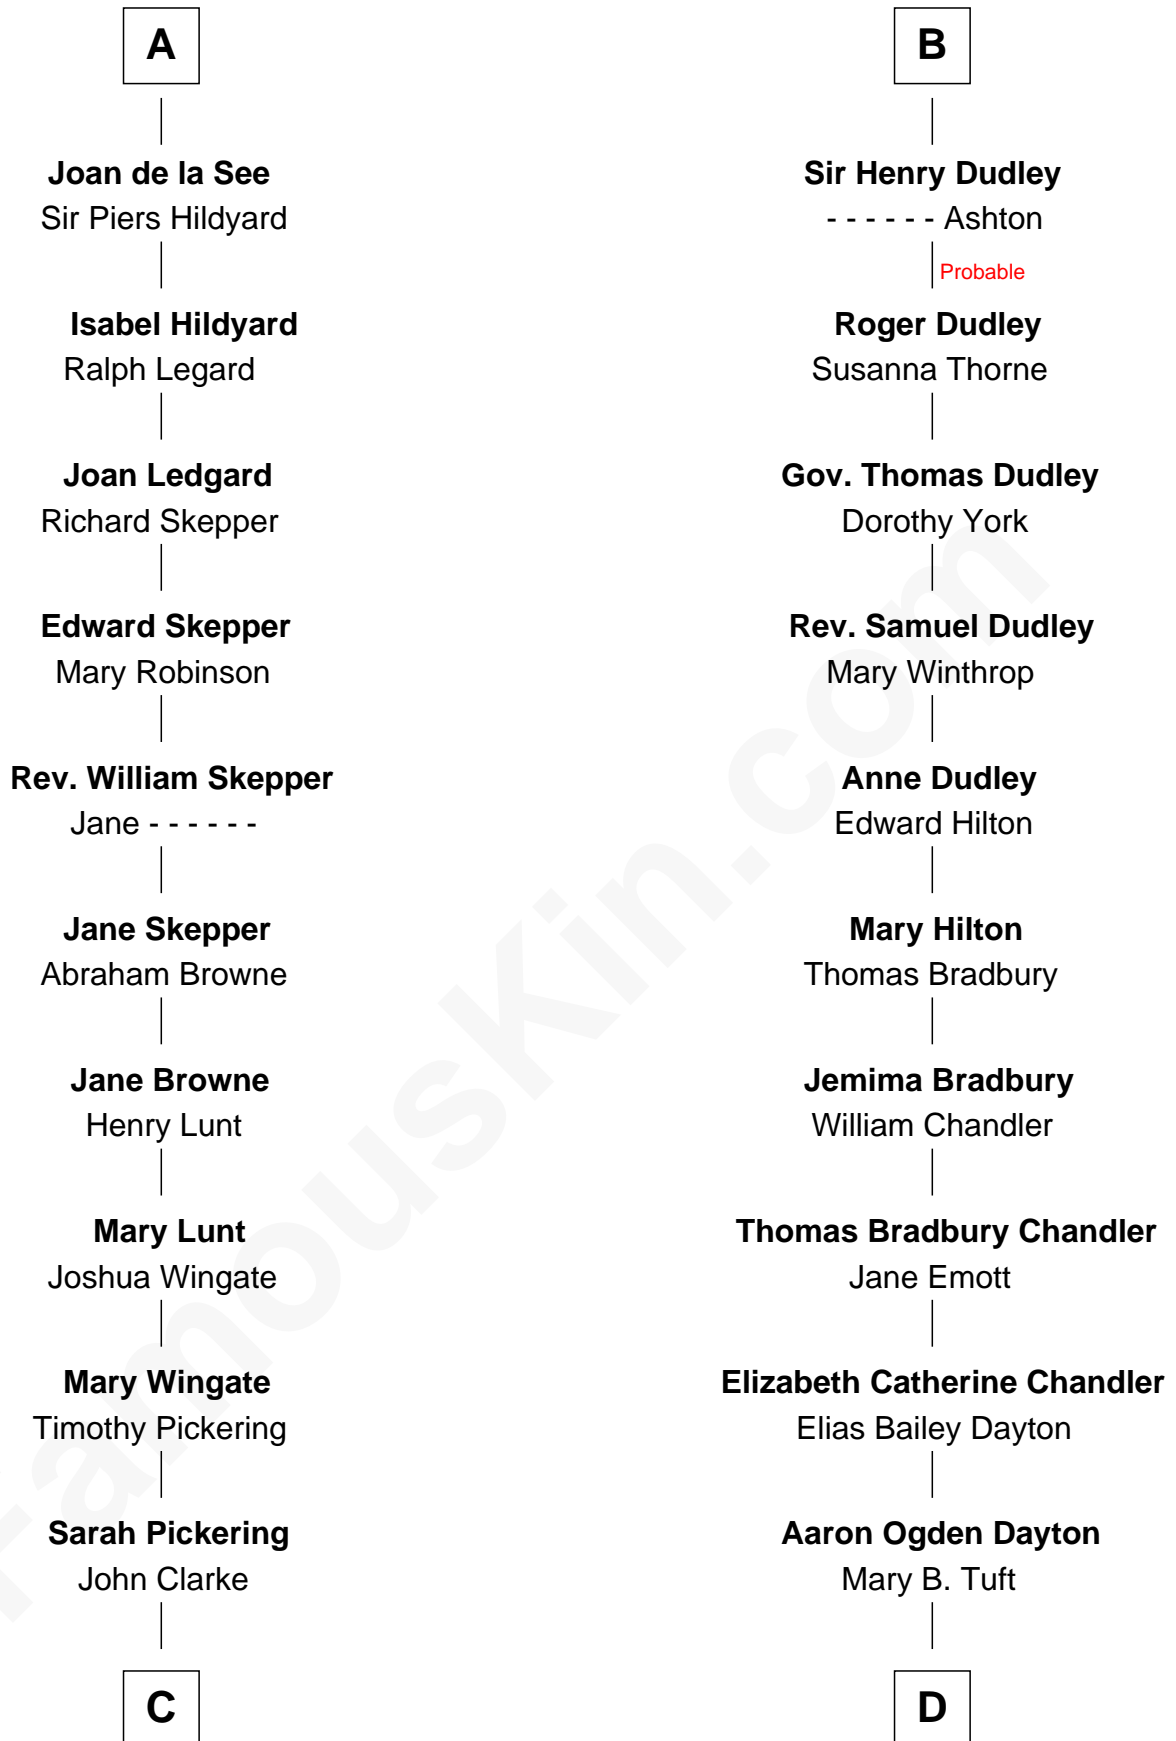 A
Joan de la See
Sir Piers Hildyard
Isabel Hildyard
Ralph Legard
Joan Ledgard
Richard Skepper
Edward Skepper
Mary Robinson
Rev. William Skepper
Jane - - - - - -
Jane Skepper
Abraham Browne
Jane Browne
Henry Lunt
Mary Lunt
Joshua Wingate
Mary Wingate
Timothy Pickering
Sarah Pickering
John Clarke
C
B
Sir Henry Dudley
- - - - - - Ashton
Probable
Roger Dudley
Susanna Thorne
Gov. Thomas Dudley
Dorothy York
Rev. Samuel Dudley
Mary Winthrop
Anne Dudley
Edward Hilton
Mary Hilton
Thomas Bradbury
Jemima Bradbury
William Chandler
Thomas Bradbury Chandler
Jane Emott
Elizabeth Catherine Chandler
Elias Bailey Dayton
Aaron Ogden Dayton
Mary B. Tuft
D
FamousKin.com